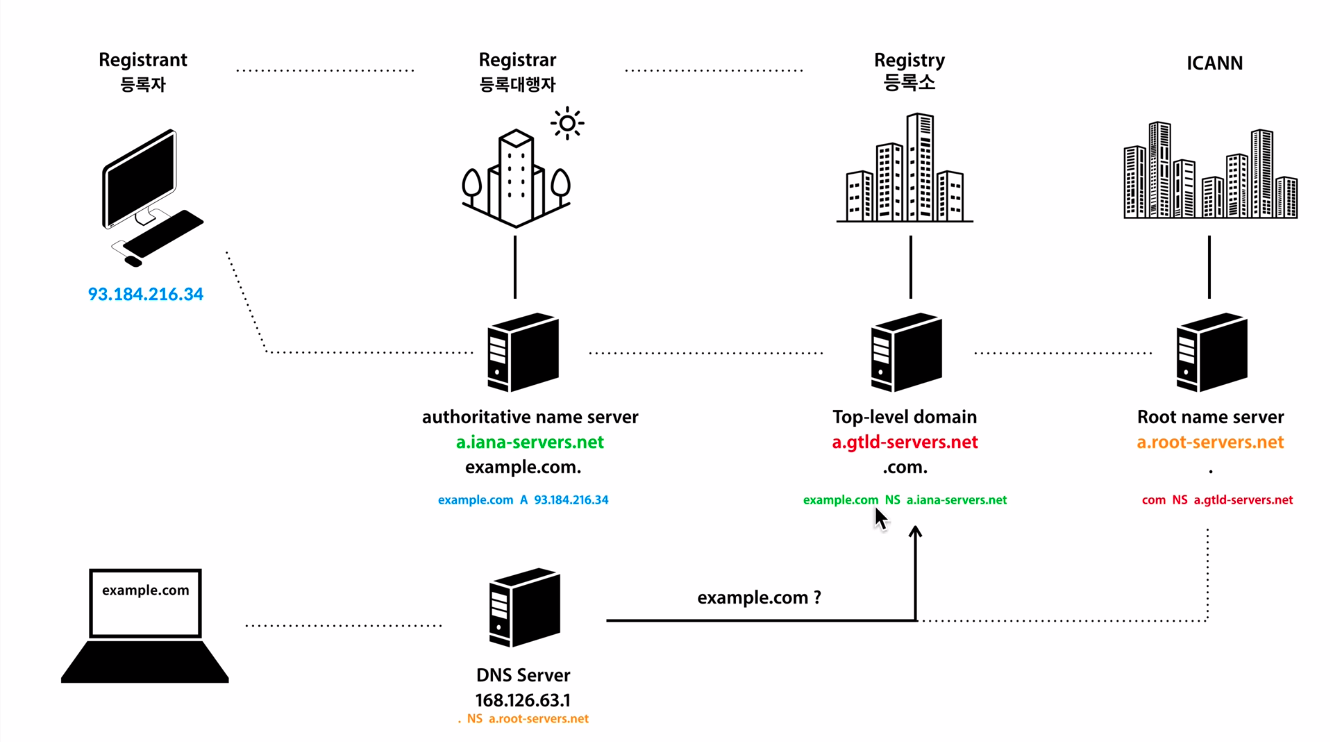 Registrant
등록자
Registrar
등록대행자
Registry
등록소
ICANN
93.184.216.34
authoritative name server
a.iana-servers.net
example.com.
example.com A 93.184.216.34
Top-level domain
a.gtld-servers.net
.com.
example.com NS a.iana-servers.net
Root name server
a.root-servers.net
.
com NS a.gtld-servers.net
example.com
example.com ?
DNS Server
168.126.63.1
. NS a.root-servers.net